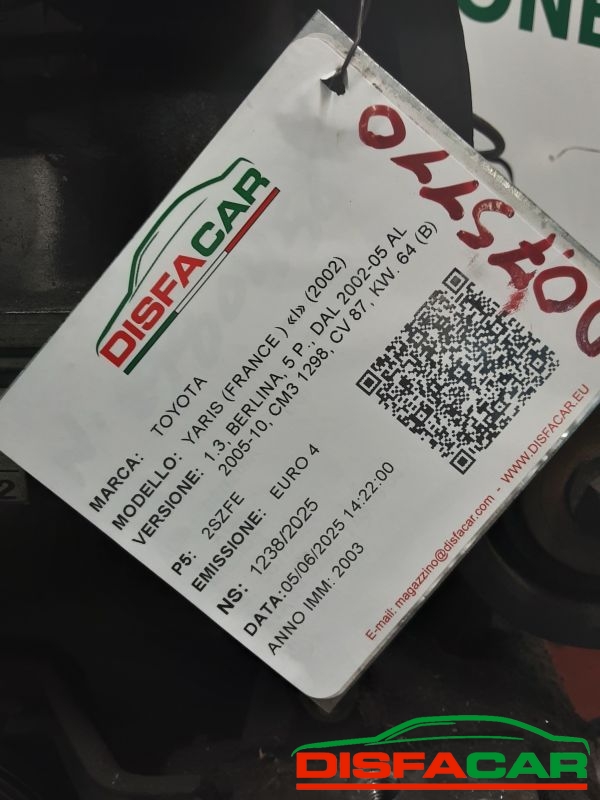 DISFACAR
MARCA: TOYOTA
MODELLO: YARIS (FRANCE ) «I» (2002)
VERSIONE: 1.3, BERLINA, 5 P.; DAL 2002-05 AL
2005-10, CM3 1298, CV 87, KW. 64 (B)
P5: 2SZFE
EMISSIONE: EURO 4
NS: 1238/2025
DATA:05/06/2025 14:22:00
ANNO IMM: 2003
E-mail: magazzino@disfacar.com - WWW.DISFACAR.EU
DISFACAR